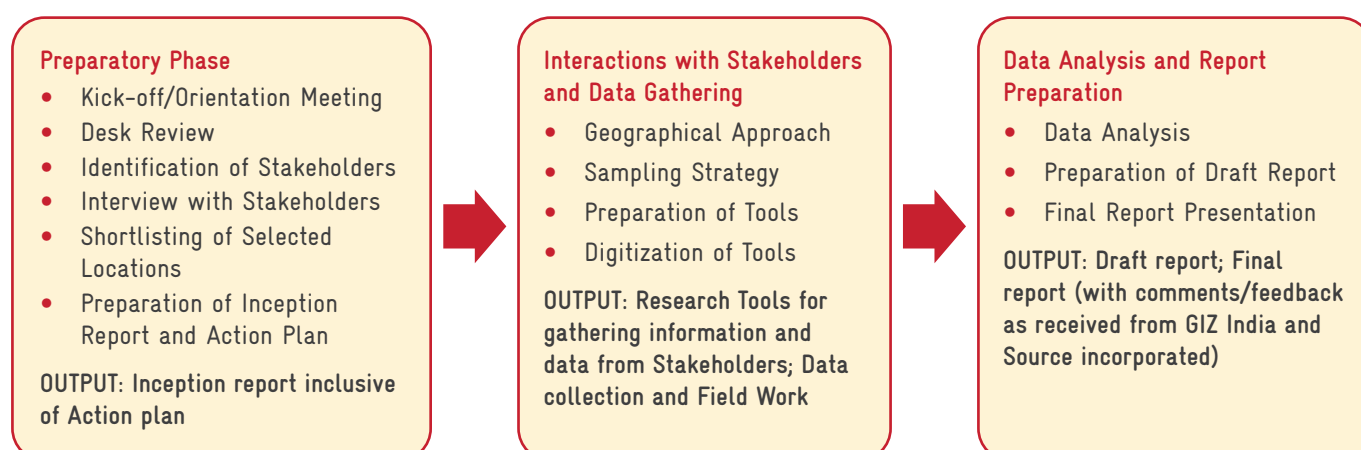 Preparatory Phase
• Kick-off/Orientation Meeting
• Desk Review
• Identification of Stakeholders
• Interview with Stakeholders
• Shortlisting of Selected
Locations
• Preparation of Inception
Report and Action Plan
OUTPUT: Inception report inclusive
of Action plan
Interactions with Stakeholders
and Data Gathering
• Geographical Approach
• Sampling Strategy
• Preparation of Tools
• Digitization of Tools
OUTPUT: Research Tools for
gathering information and
data from Stakeholders; Data
collection and Field Work
Data Analysis and Report
Preparation
• Data Analysis
• Preparation of Draft Report
• Final Report Presentation
OUTPUT: Draft report; Final
report (with comments/feedback
as received from GIZ India and
Source incorporated)